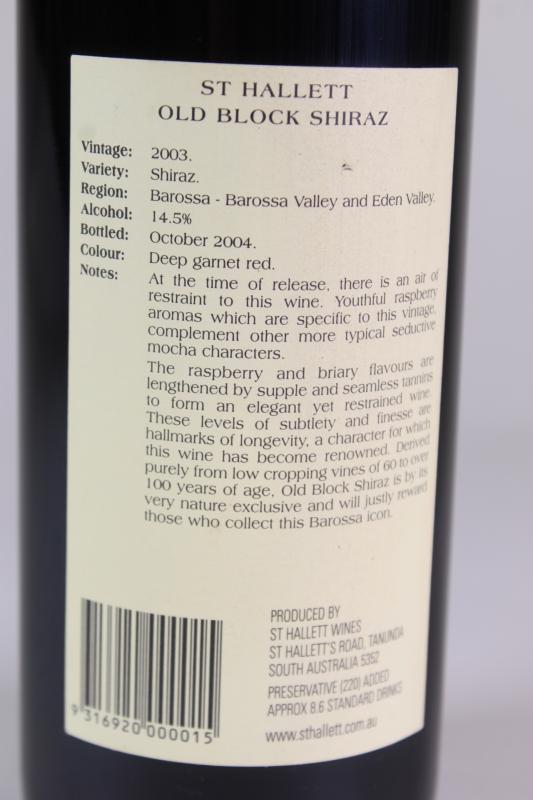 ST HALLETT
OLD BLOCK SHIRAZ
Vintage: 2003.
Variety: Shiraz.
Region: Barossa - Barossa Valley and Eden Valley.
Alcohol: 14.5%
Bottled: October 2004.
Colour: Deep garnet red.
Notes: At the time of release, there is an air of
restraint to this wine. Youthful raspberry
aromas which are specific to this vintage,
complement other more typical seductive
mocha characters.
The raspberry and briary flavours are
lengthened by supple and seamless tannins
to form an elegant yet restrained wine.
These levels of subtlety and finesse are
hallmarks of longevity, a character for which
this wine has become renowned. Derived
purely from low cropping vines of 60 to over
100 years of age, Old Block Shiraz is by its
very nature exclusive and will justly reward
those who collect this Barossa icon.
PRODUCED BY
ST HALLETT WINES
ST HALLETT'S ROAD, TANUNDA
SOUTH AUSTRALIA 5352
PRESERVATIVE (220) ADDED
APPROX 8.6 STANDARD DRINKS
www.sthallett.com.au
9 316920 000015